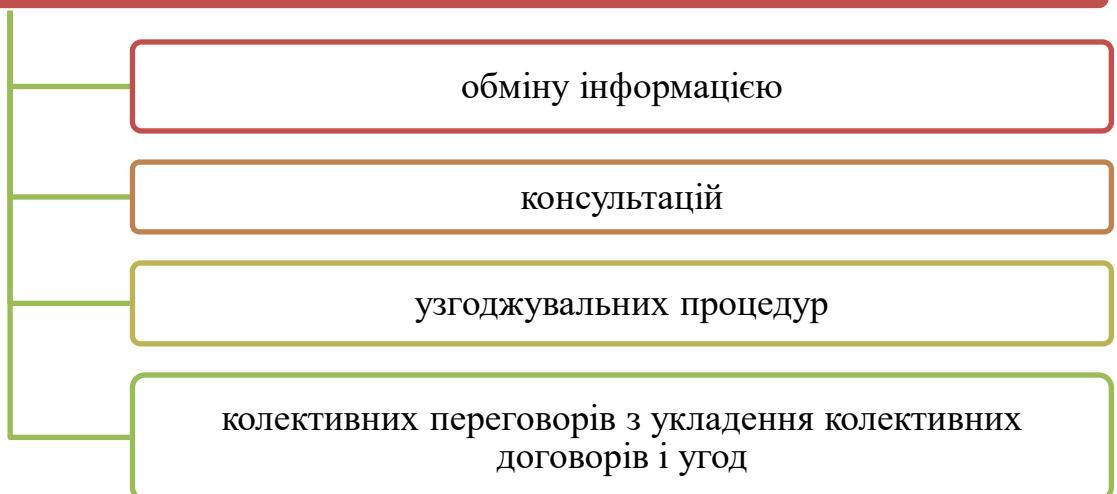 обміну інформацією
консультацій
узгоджувальних процедур
колективних переговорів з укладення колективних
договорів і угод